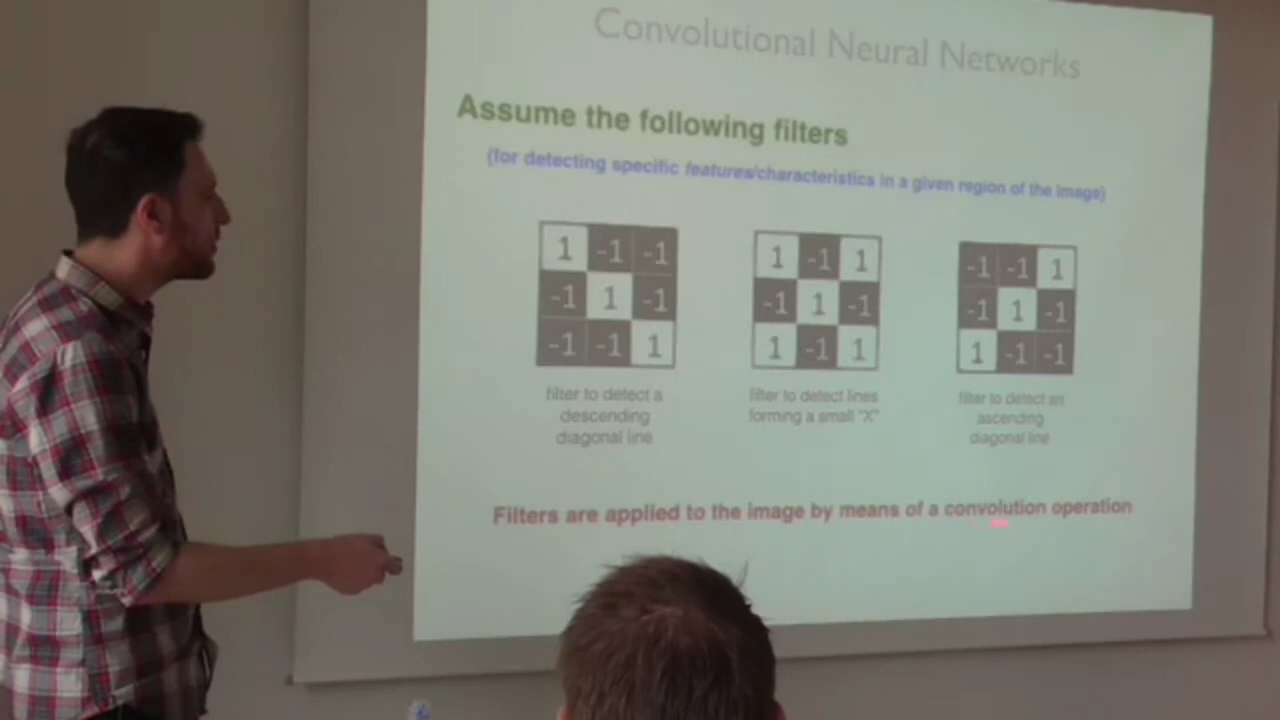 Convolutional Neural Networks
Assume the following filters
(for detecting specific features/characteristics in a given region of the image)
1 -1 -1
-1 1 -1
-1 -1 1
filter to detect a
descending
diagonal line
1 -1 1
-1 1 -1
1 -1 1
filter to detect lines
forming a small "X"
-1 -1 1
-1 1 -1
1 -1 -1
filter to detect an
ascending
diagonal line
Filters are applied to the image by means of a convolution operation